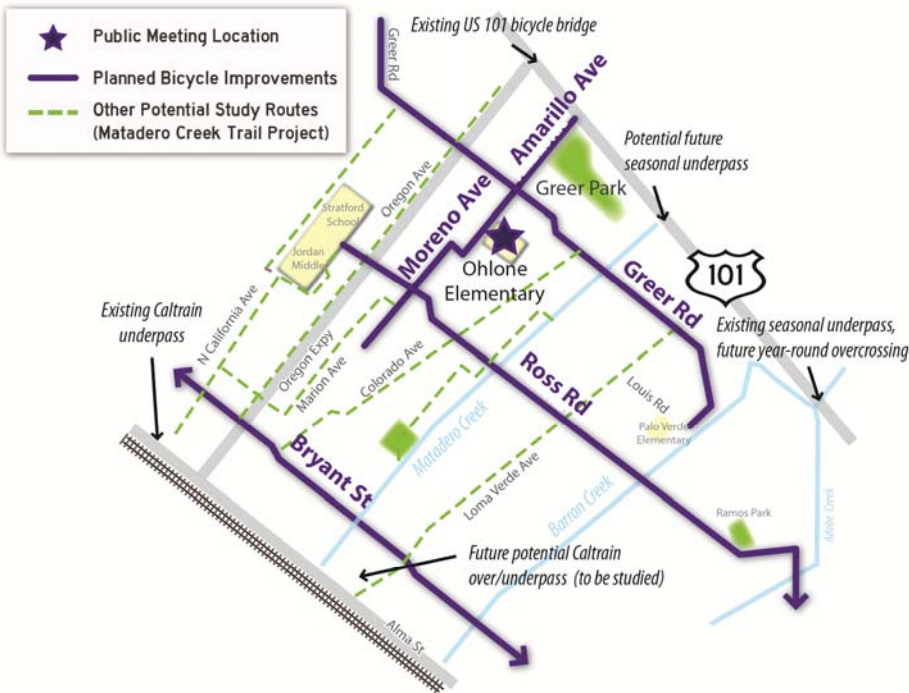 Public Meeting Location
Planned Bicycle Improvements
Other Potential Study Routes
(Matadero Creek Trail Project)
Existing US 101 bicycle bridge
Greer Rd
Amarillo Ave
Potential future
seasonal underpass
Oregon Ave
Moreno Ave
Greer Park
Stratford
School
Jordan
Middle
Ohlone
Elementary
101
Greer Rd
N California Ave
Existing Caltrain
underpass
Oregon Expy
Marion Ave
Colorado Ave
Existing seasonal underpass,
future year-round overcrossing
Ross Rd
Louis Rd
Palo Verde
Elementary
Matadero Creek
Bryant St
Loma Verde Ave
Barron Creek
Ramos Park
Adobe Creek
Future potential Caltrain
over/underpass (to be studied)
Alma St